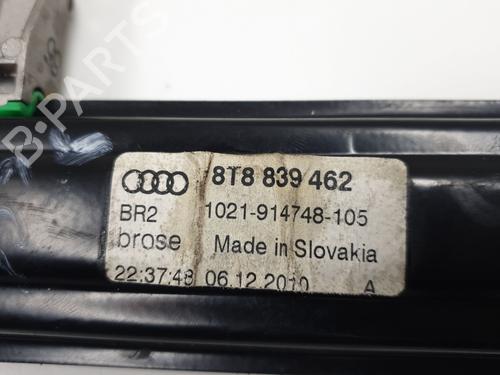 8T8 839 462
BR2 1021-914748-105
brose Made in Slovakia
22:37:48 06.12.2010 A
B-PARTS